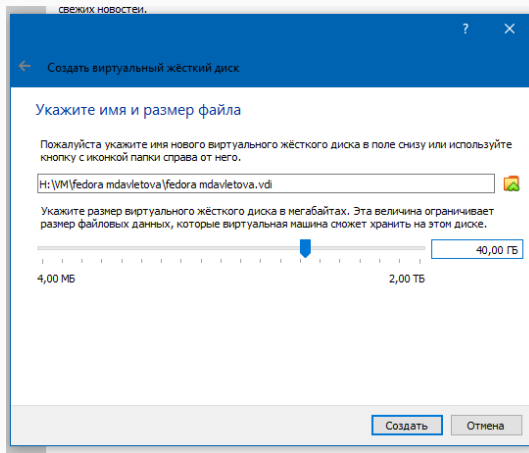 свежих новостей.
?
Создать виртуальный жёсткий диск
Укажите имя и размер файла
Пожалуйста укажите имя нового виртуального жёсткого диска в поле снизу или используйте
кнопку с иконкой папки справа от него.
H:\VM\fedora mdavletova\fedora mdavletova.vdi
Укажите размер виртуального жёсткого диска в мегабайтах. Эта величина ограничивает
размер файловых данных, которые виртуальная машина сможет хранить на этом диске.
40,00 ГБ
4,00 МБ 2,00 ТБ
Создать Отмена